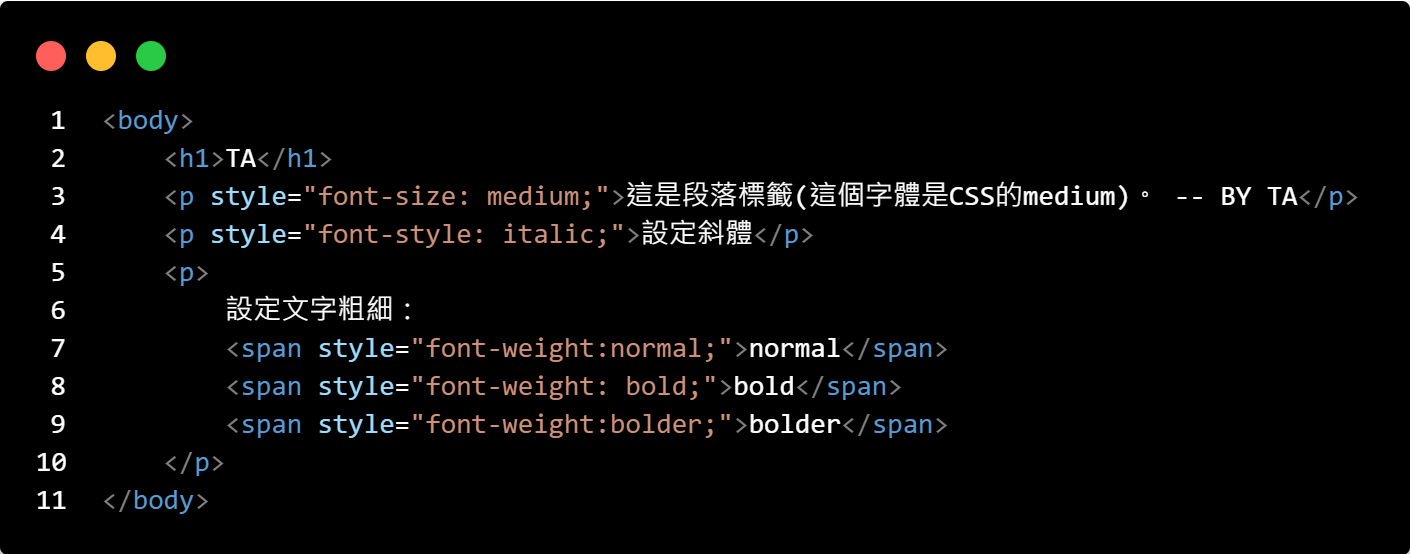 1 <body>
2     <h1>TA</h1>
3     <p style="font-size: medium;">這是段落標籤(這個字體是CSS的medium)。 -- BY TA</p>
4     <p style="font-style: italic;">設定斜體</p>
5     <p>
6         設定文字粗細：
7         <span style="font-weight:normal;">normal</span>
8         <span style="font-weight: bold;">bold</span>
9         <span style="font-weight:bolder;">bolder</span>
10     </p>
11 </body>